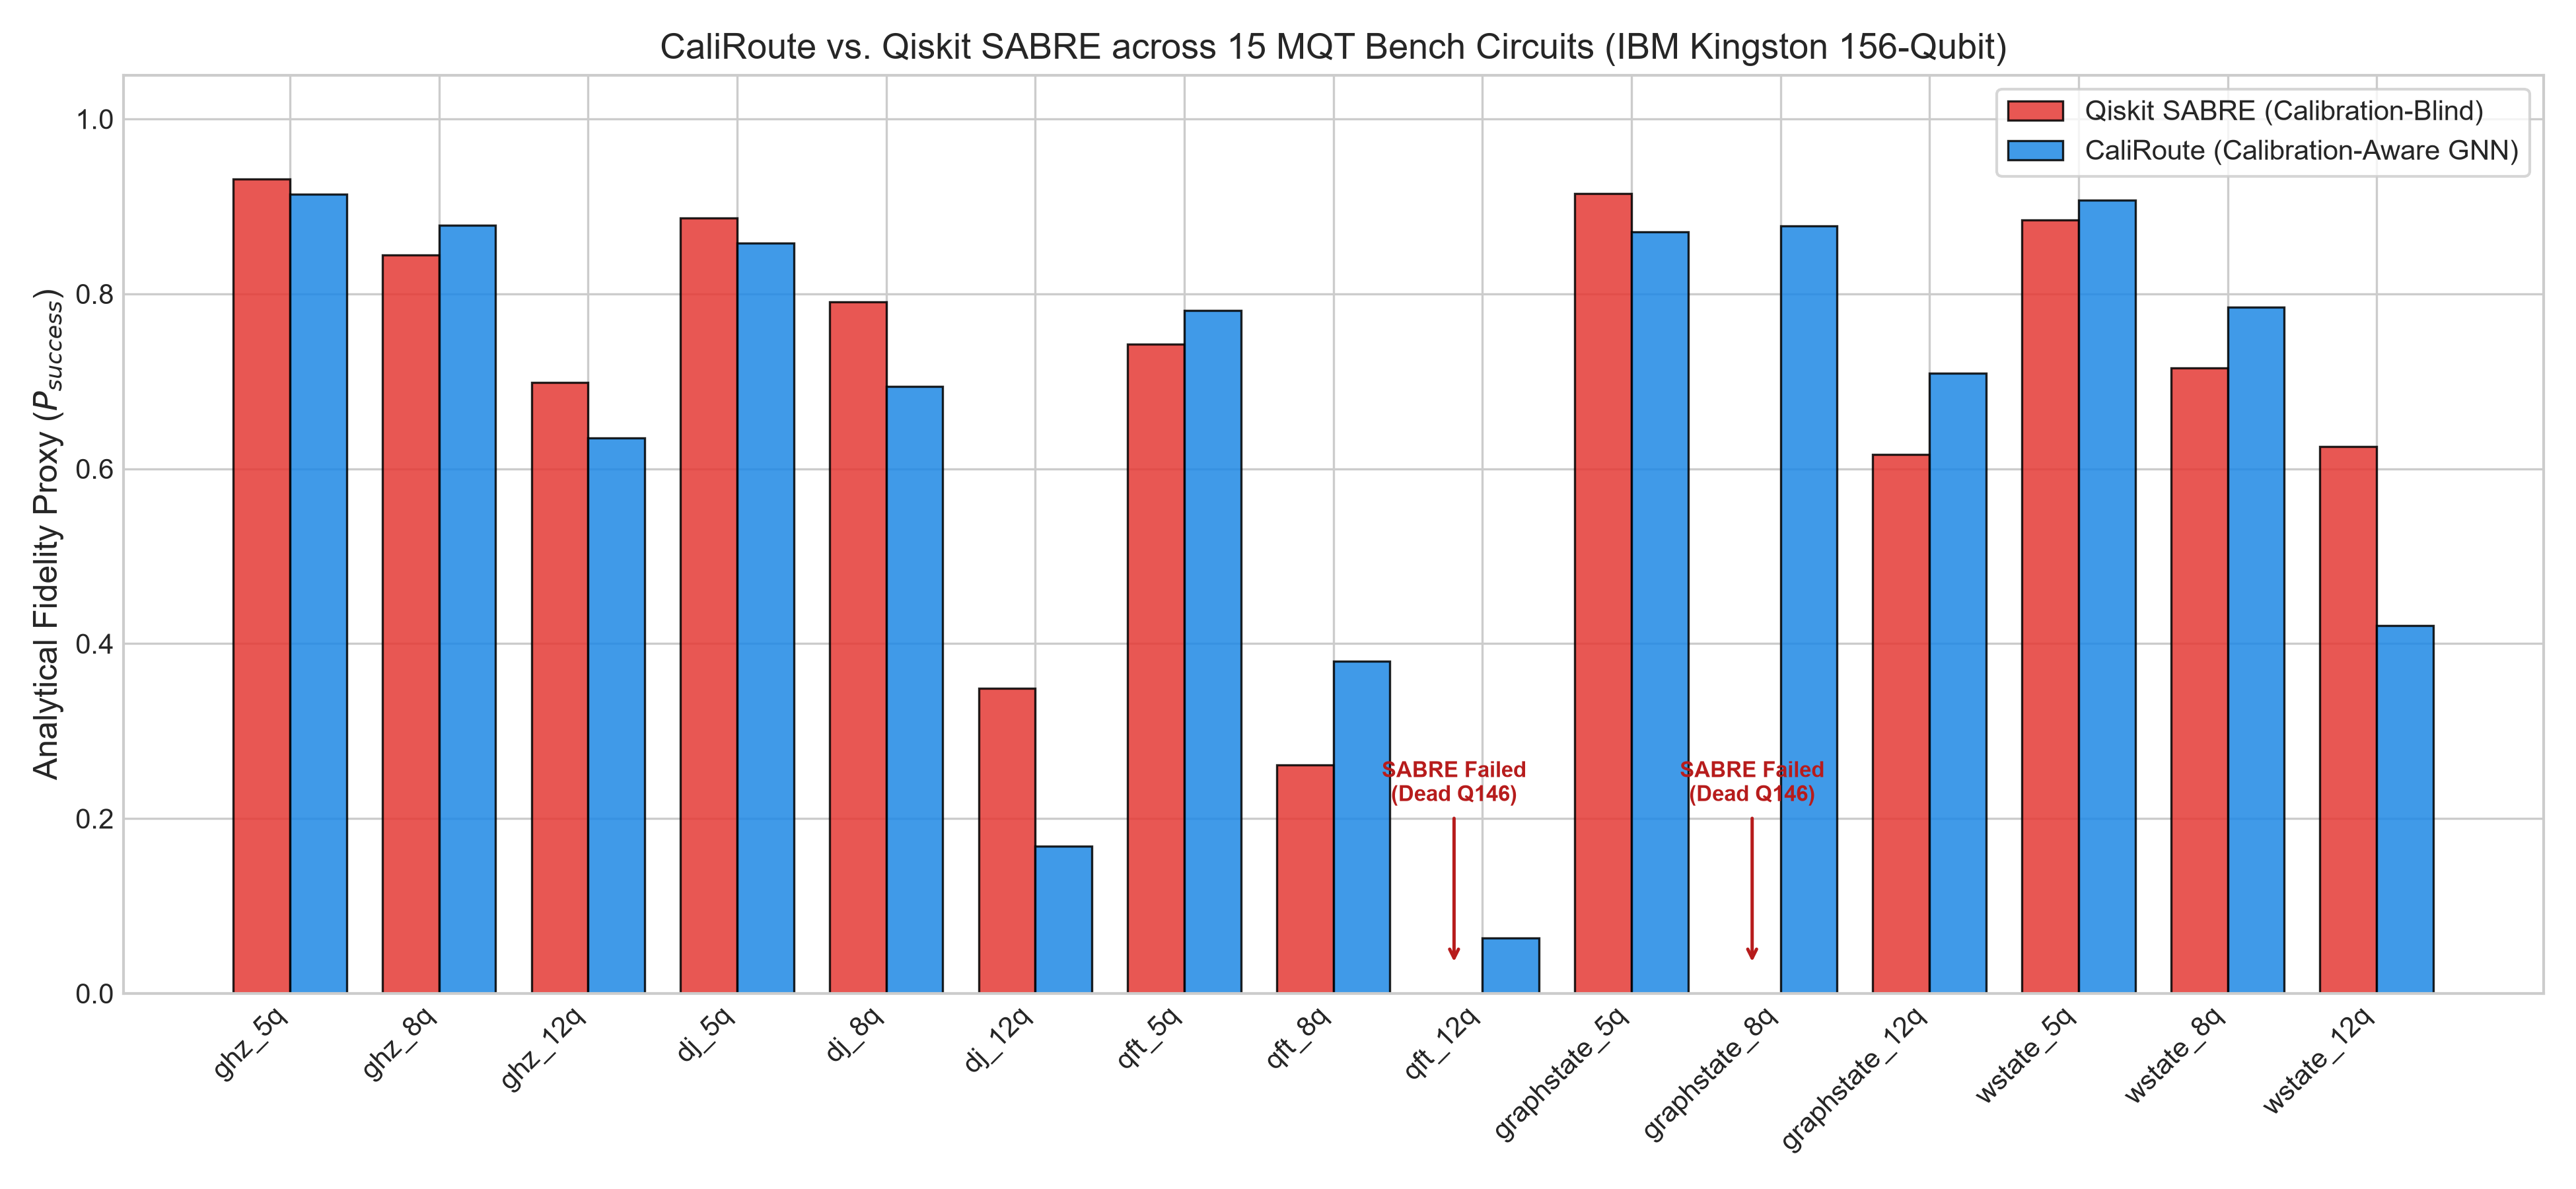 CaliRoute vs. Qiskit SABRE across 15 MQT Bench Circuits (IBM Kingston 156-Qubit)
Qiskit SABRE (Calibration-Blind)
CaliRoute (Calibration-Aware GNN)
Analytical Fidelity Proxy (P_success)
1.0
0.8
0.6
0.4
0.2
0.0
SABRE Failed
(Dead Q146)
SABRE Failed
(Dead Q146)
ghz_5q
ghz_8q
ghz_12q
dj_5q
dj_8q
dj_12q
qft_5q
qft_8q
qft_12q
graphstate_5q
graphstate_8q
graphstate_12q
wstate_5q
wstate_8q
wstate_12q